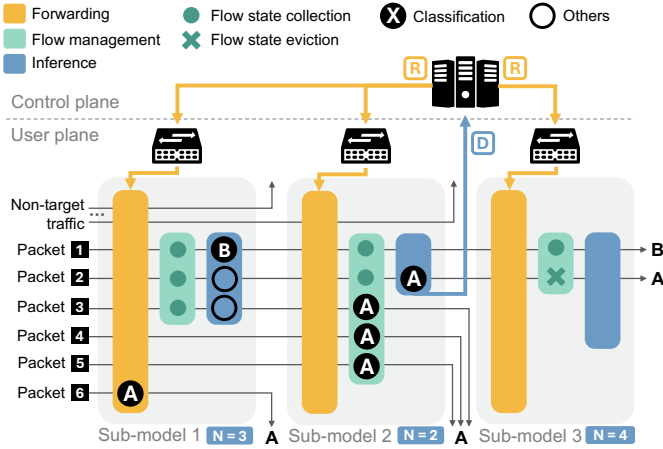 Forwarding
Flow state collection
X Classification
Others
Flow management
Flow state eviction
Inference
R
R
Control plane
User plane
D
Non-target
... traffic
Packet 1
B
B
Packet 2
A
A
Packet 3
A
Packet 4
A
Packet 5
A
Packet 6
A
Sub-model 1 N = 3 A
Sub-model 2 N = 2 A
Sub-model 3 N = 4